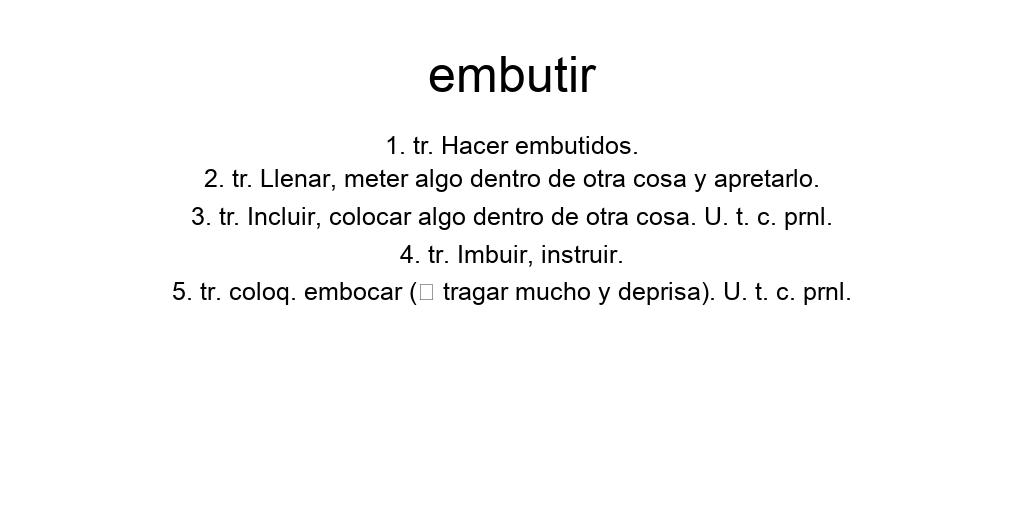 embutir
1. tr. Hacer embutidos.
2. tr. Llenar, meter algo dentro de otra cosa y apretarlo.
3. tr. Incluir, colocar algo dentro de otra cosa. U. t. c. prnl.
4. tr. Imbuir, instruir.
5. tr. coloq. embocar (□ tragar mucho y deprisa). U. t. c. prnl.